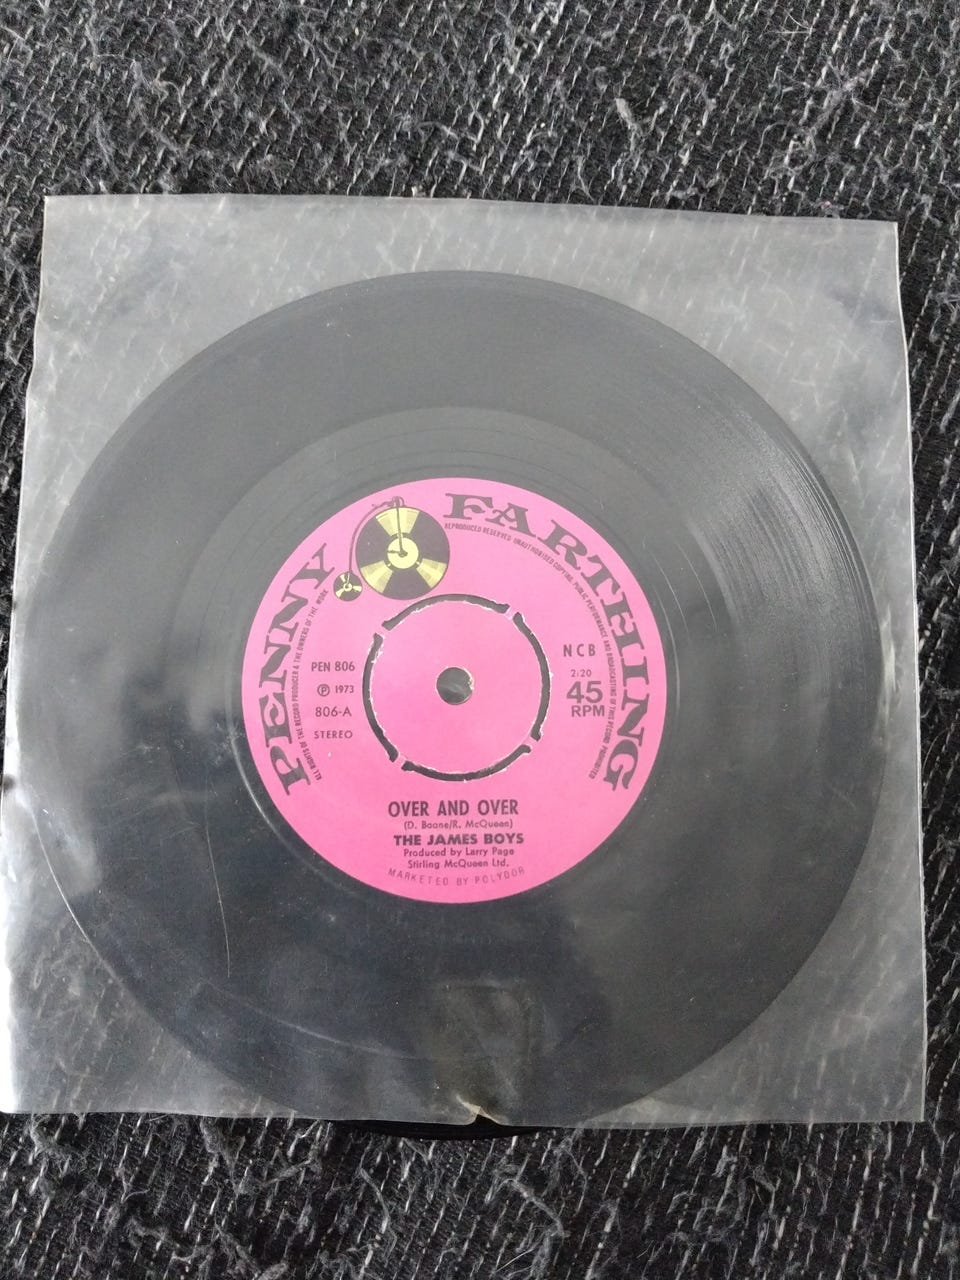 PENNY FARTHING
REPRODUCED RESERVED · UNAUTHORISED COPYING, PUBLIC PERFORMANCE AND BROADCASTING OF THIS RECORD PROHIBITED
ALL RIGHTS OF THE RECORD PRODUCER & THE OWNERS OF THE WORK
PEN 806
Ⓟ 1973
806-A
STEREO
NCB
2:20
45
RPM
OVER AND OVER
(D. Boone/R. McQueen)
THE JAMES BOYS
Produced by Larry Page
Stirling McQueen Ltd.
MARKETED BY POLYDOR